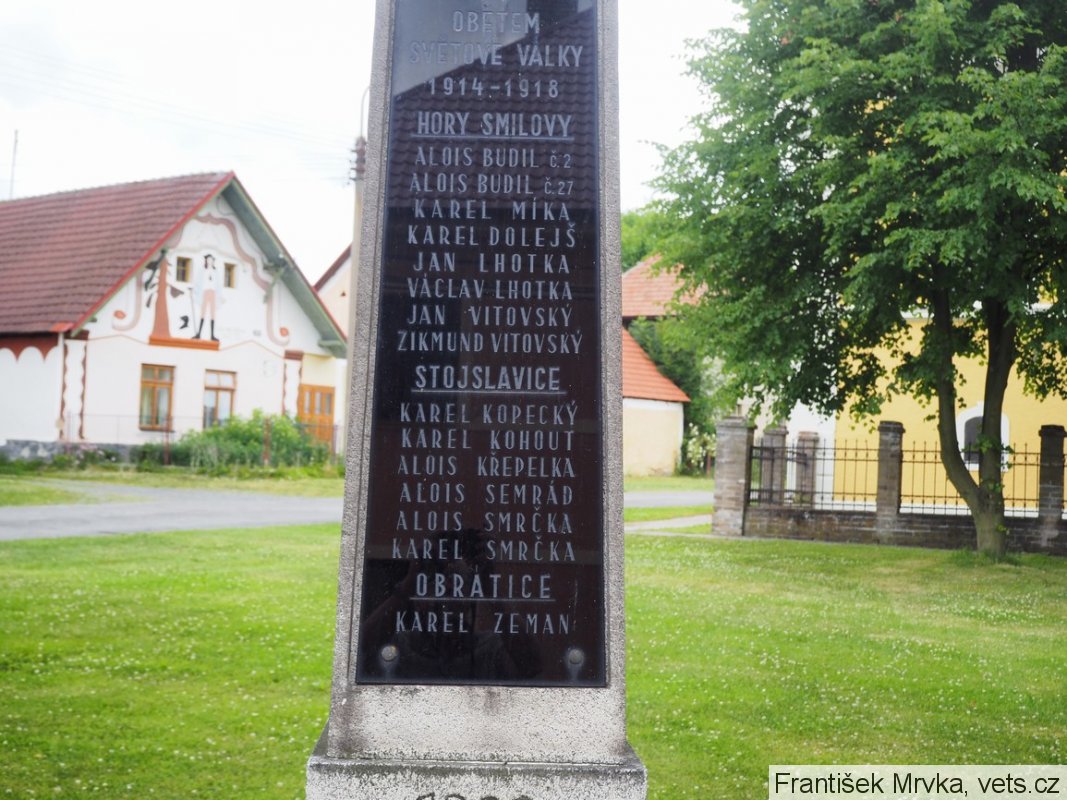 OBĚTEM
SVĚTOVÉ VÁLKY
1914-1918
HORY SMILOVY
ALOIS BUDIL č.2
ALOIS BUDIL č.27
KAREL MÍKA
KAREL DOLEJŠ
JAN LHOTKA
VÁCLAV LHOTKA
JAN VITOVSKÝ
ZIKMUND VITOVSKÝ
STOJSLAVICE
KAREL KOPECKÝ
KAREL KOHOUT
ALOIS KŘEPELKA
ALOIS SEMRÁD
ALOIS SMRČKA
KAREL SMRČKA
OBRATICE
KAREL ZEMAN
František Mrvka, vets.cz